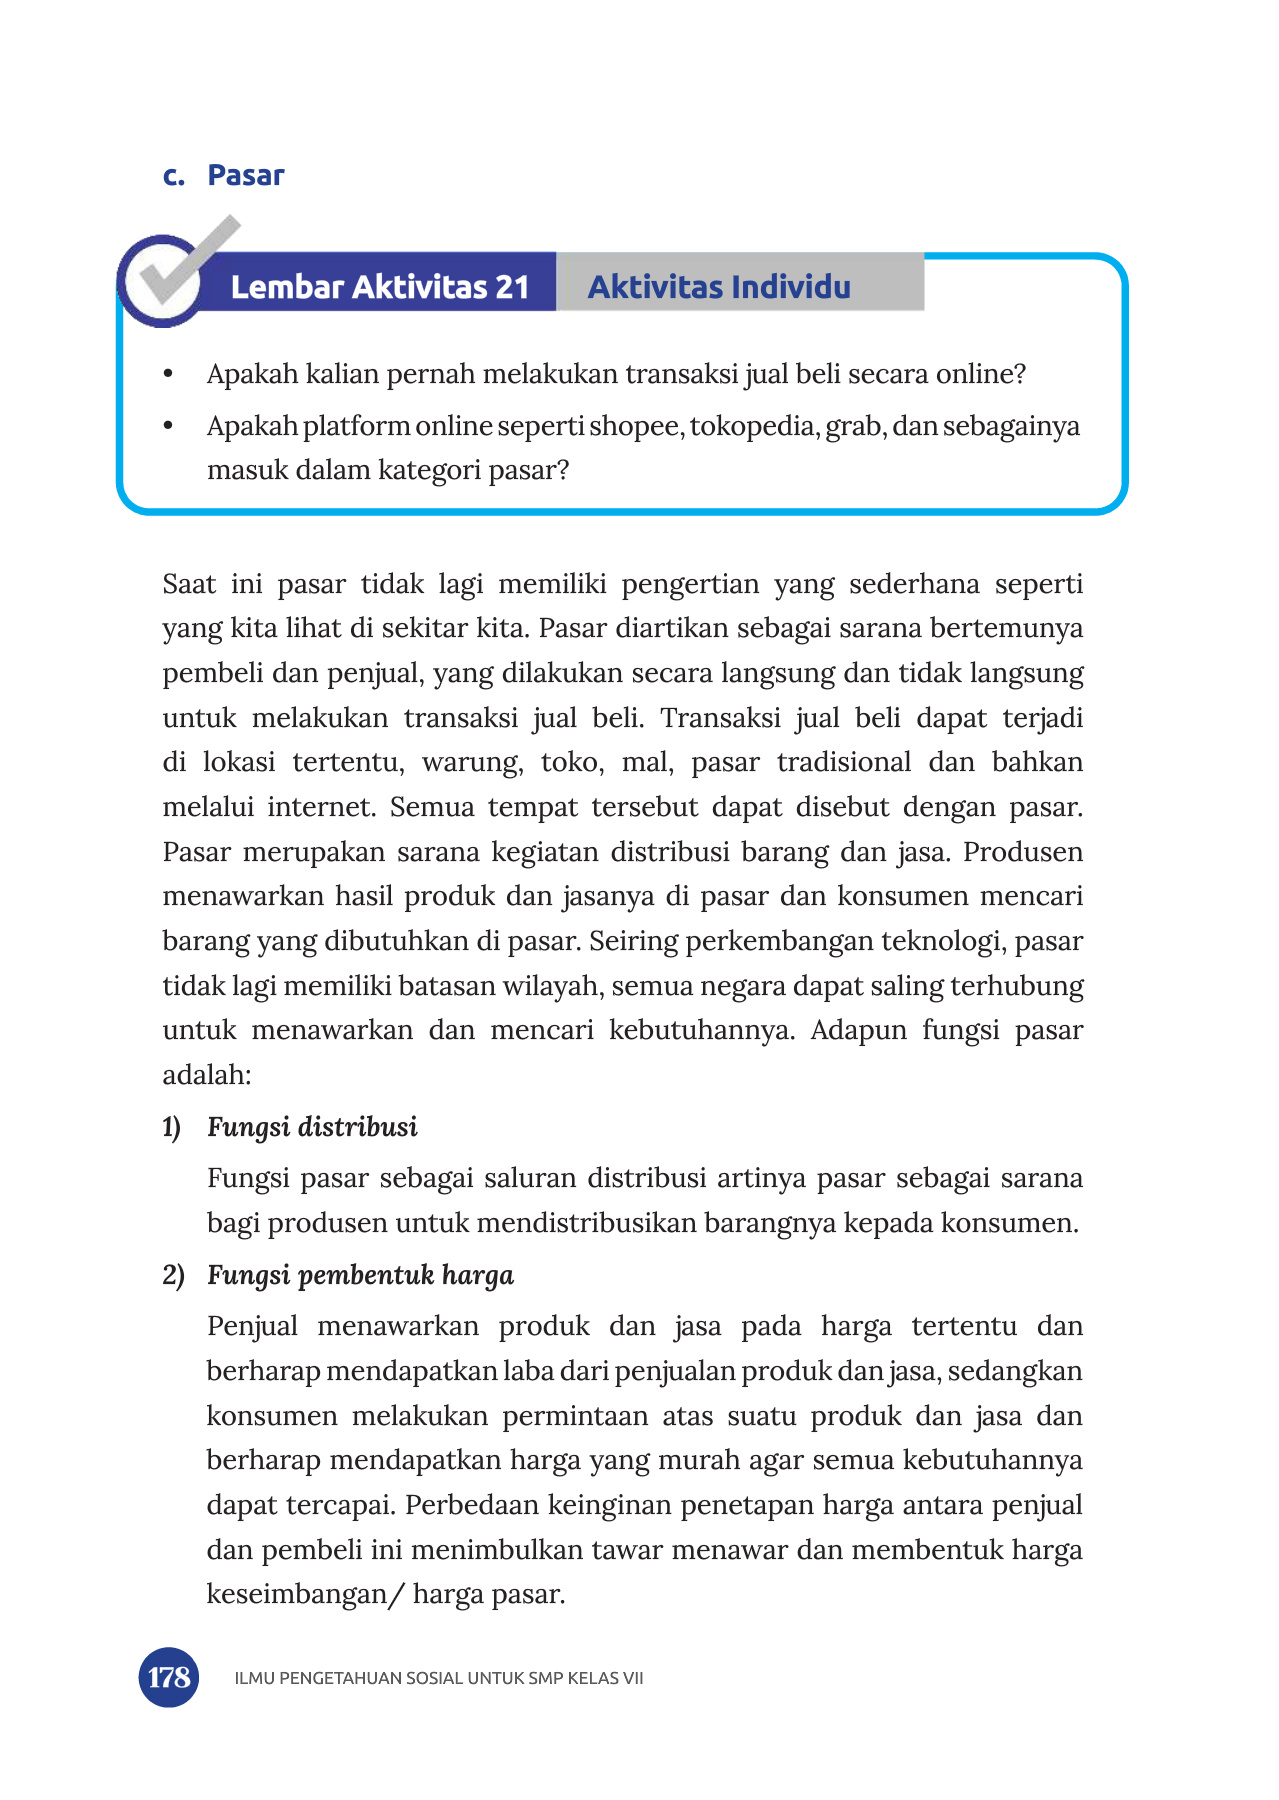 c. Pasar
Lembar Aktivitas 21 Aktivitas Individu
• Apakah kalian pernah melakukan transaksi jual beli secara online?
• Apakah platform online seperti shopee, tokopedia, grab, dan sebagainya
masuk dalam kategori pasar?
Saat ini pasar tidak lagi memiliki pengertian yang sederhana seperti
yang kita lihat di sekitar kita. Pasar diartikan sebagai sarana bertemunya
pembeli dan penjual, yang dilakukan secara langsung dan tidak langsung
untuk melakukan transaksi jual beli. Transaksi jual beli dapat terjadi
di lokasi tertentu, warung, toko, mal, pasar tradisional dan bahkan
melalui internet. Semua tempat tersebut dapat disebut dengan pasar.
Pasar merupakan sarana kegiatan distribusi barang dan jasa. Produsen
menawarkan hasil produk dan jasanya di pasar dan konsumen mencari
barang yang dibutuhkan di pasar. Seiring perkembangan teknologi, pasar
tidak lagi memiliki batasan wilayah, semua negara dapat saling terhubung
untuk menawarkan dan mencari kebutuhannya. Adapun fungsi pasar
adalah:
1) Fungsi distribusi
Fungsi pasar sebagai saluran distribusi artinya pasar sebagai sarana
bagi produsen untuk mendistribusikan barangnya kepada konsumen.
2) Fungsi pembentuk harga
Penjual menawarkan produk dan jasa pada harga tertentu dan
berharap mendapatkan laba dari penjualan produk dan jasa, sedangkan
konsumen melakukan permintaan atas suatu produk dan jasa dan
berharap mendapatkan harga yang murah agar semua kebutuhannya
dapat tercapai. Perbedaan keinginan penetapan harga antara penjual
dan pembeli ini menimbulkan tawar menawar dan membentuk harga
keseimbangan/ harga pasar.
178 ILMU PENGETAHUAN SOSIAL UNTUK SMP KELAS VII